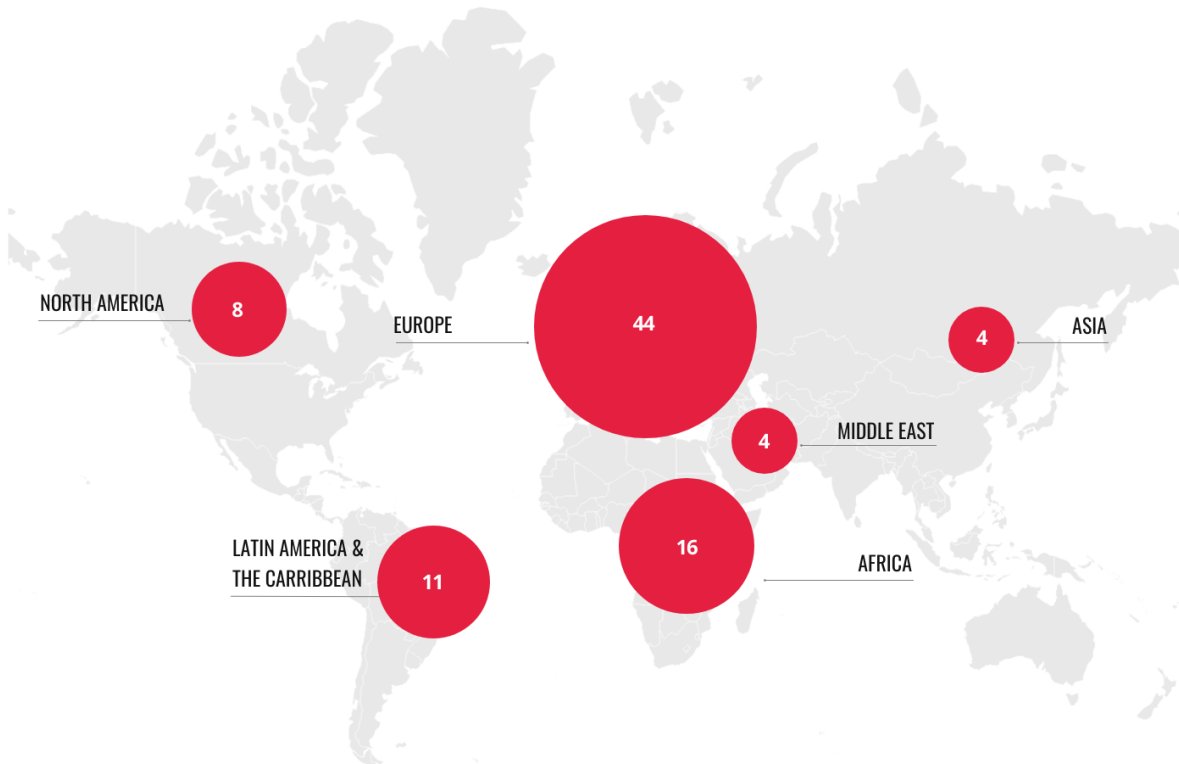 NORTH AMERICA
8
EUROPE
44
4
ASIA
4
MIDDLE EAST
LATIN AMERICA &
THE CARRIBBEAN
11
16
AFRICA